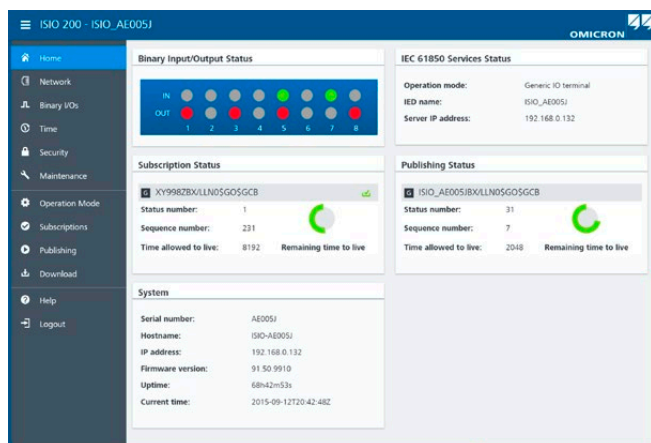 ISIO 200 - ISIO_AE005J
OMICRON
Home
Network
Binary I/Os
Time
Security
Maintenance
Operation Mode
Subscriptions
Publishing
Download
Help
Logout
Binary Input/Output Status
IN
OUT
1 2 3 4 5 6 7 8
IEC 61850 Services Status
Operation mode: Generic IO terminal
IED name: ISIO_AE005J
Server IP address: 192.168.0.132
Subscription Status
G XY998ZBX/LLN0$GO$GCB
Status number: 1
Sequence number: 231
Time allowed to live: 8192 Remaining time to live
Publishing Status
G ISIO_AE005JBX/LLN0$GO$GCB
Status number: 31
Sequence number: 7
Time allowed to live: 2048 Remaining time to live
System
Serial number: AE005J
Hostname: ISIO-AE005J
IP address: 192.168.0.132
Firmware version: 91.50.9910
Uptime: 68h42m53s
Current time: 2015-09-12T20:42:48Z